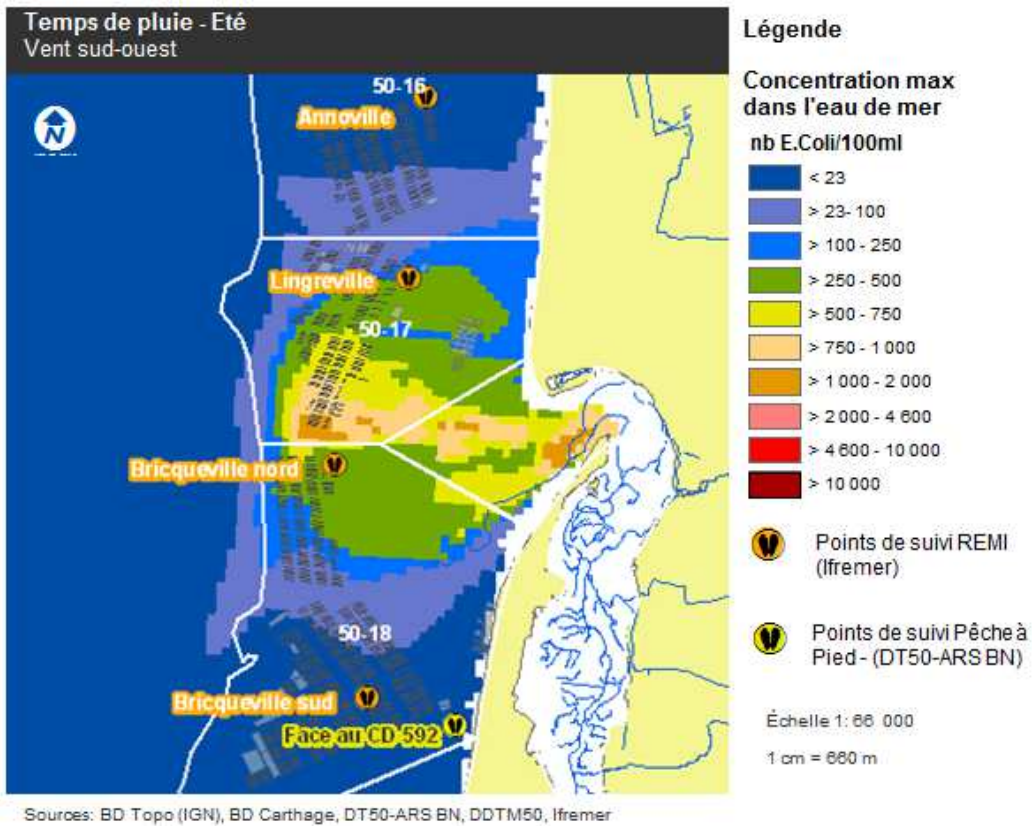 Temps de pluie - Eté
Vent sud-ouest
N
50-16
Annoville
Lingreville
50-17
Bricqueville nord
50-18
Bricqueville sud
Face au CD 592
Légende
Concentration max
dans l'eau de mer
nb E.Coli/100ml
< 23
> 23- 100
> 100 - 250
> 250 - 500
> 500 - 750
> 750 - 1 000
> 1 000 - 2 000
> 2 000 - 4 600
> 4 600 - 10 000
> 10 000
Points de suivi REMI
(Ifremer)
Points de suivi Pêche à
Pied - (DT50-ARS BN)
Échelle 1: 66 000
1 cm = 660 m
Sources: BD Topo (IGN), BD Carthage, DT50-ARS BN, DDTM50, Ifremer